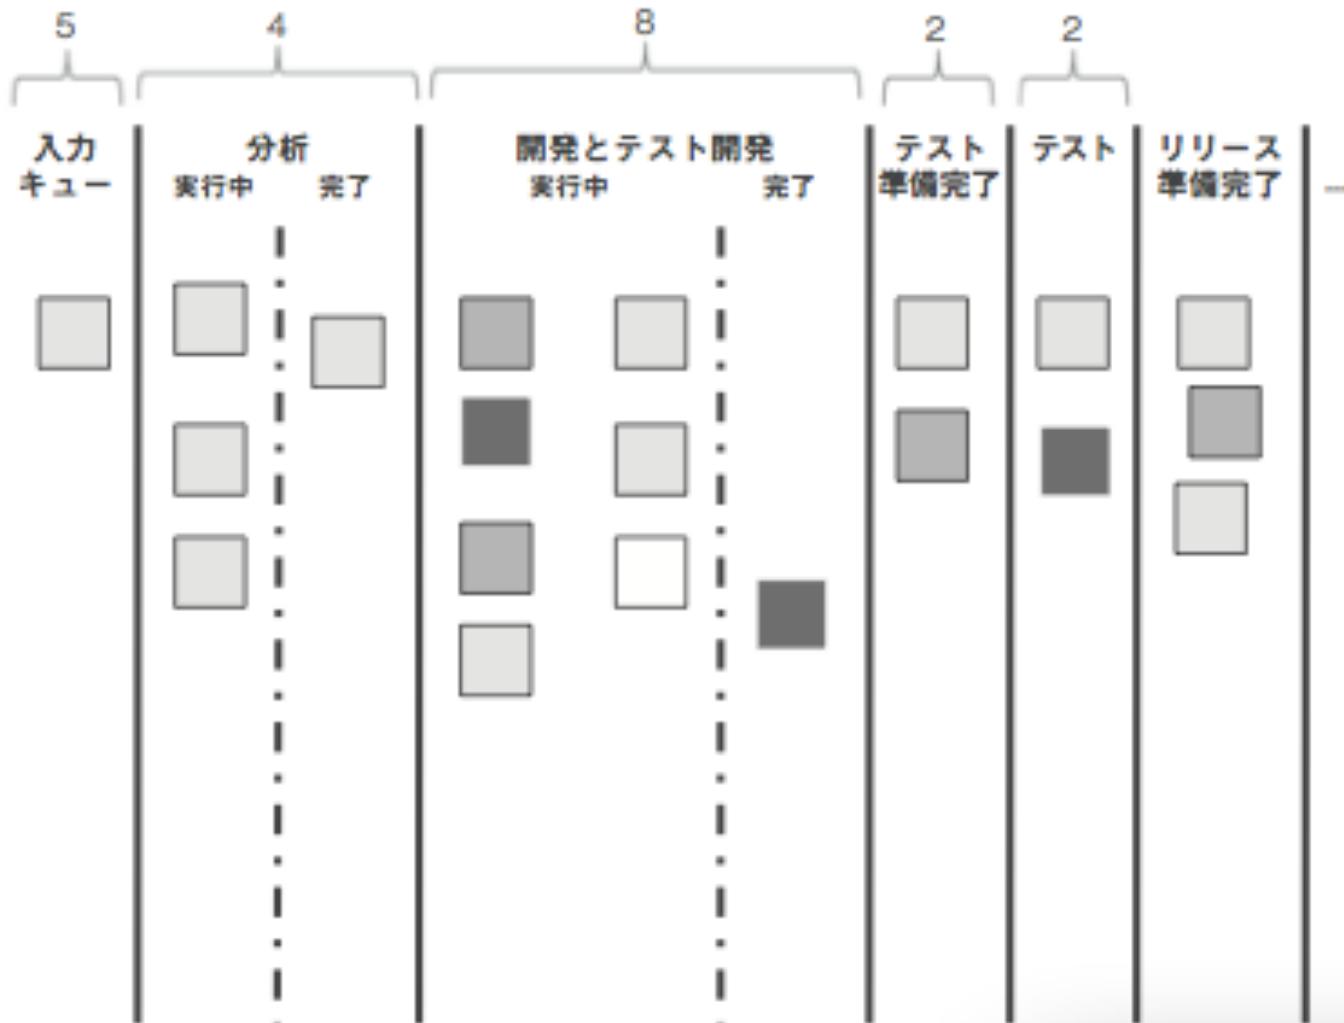 5
4
8
2
2
入力
キュー
分析
実行中
完了
開発とテスト開発
実行中
完了
テスト
準備完了
テスト
リリース
準備完了